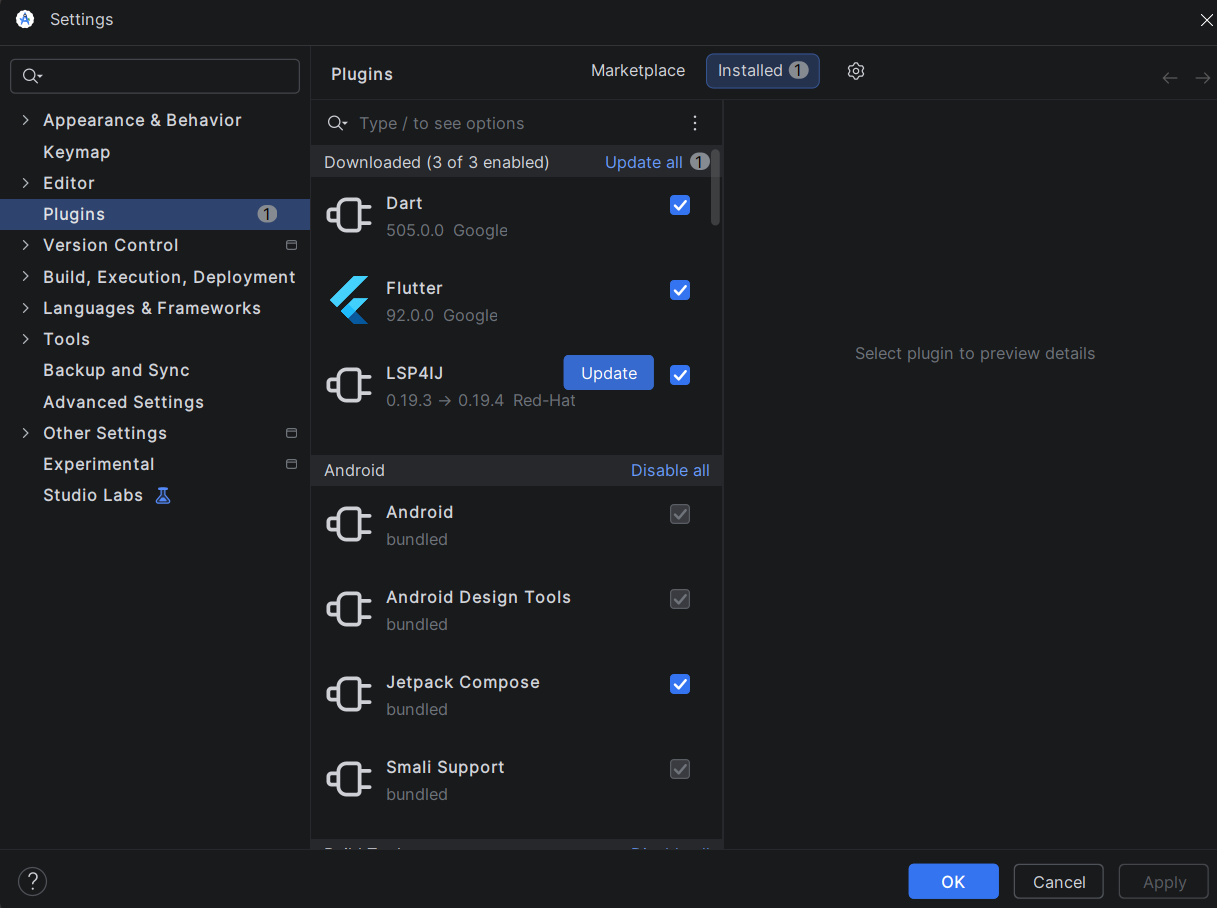 Settings
Appearance & Behavior
Keymap
Editor
Plugins 1
Version Control
Build, Execution, Deployment
Languages & Frameworks
Tools
Backup and Sync
Advanced Settings
Other Settings
Experimental
Studio Labs
Plugins
Marketplace
Installed 1
Type / to see options
Downloaded (3 of 3 enabled) Update all 1
Dart
505.0.0 Google
Flutter
92.0.0 Google
LSP4IJ Update
0.19.3 → 0.19.4 Red-Hat
Android Disable all
Android
bundled
Android Design Tools
bundled
Jetpack Compose
bundled
Smali Support
bundled
Select plugin to preview details
? OK Cancel Apply